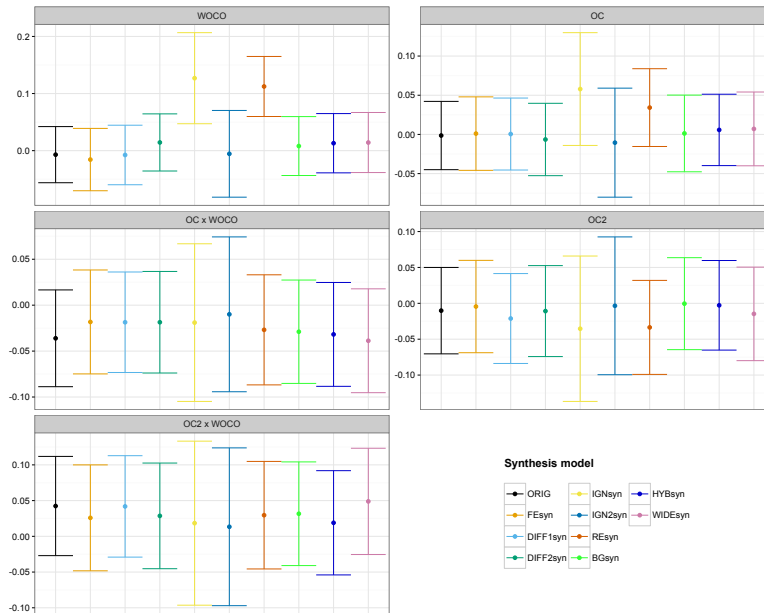 WOCO
OC
0.2
0.1
0.0
0.05
0.00
-0.05
OC x WOCO
OC2
0.05
0.00
-0.05
-0.10
0.10
0.05
0.00
-0.05
-0.10
OC2 x WOCO
0.10
0.05
0.00
-0.05
-0.10
Synthesis model
ORIG IGNsyn HYBsyn
FEsyn IGN2syn WIDEsyn
DIFF1syn REsyn
DIFF2syn BGsyn